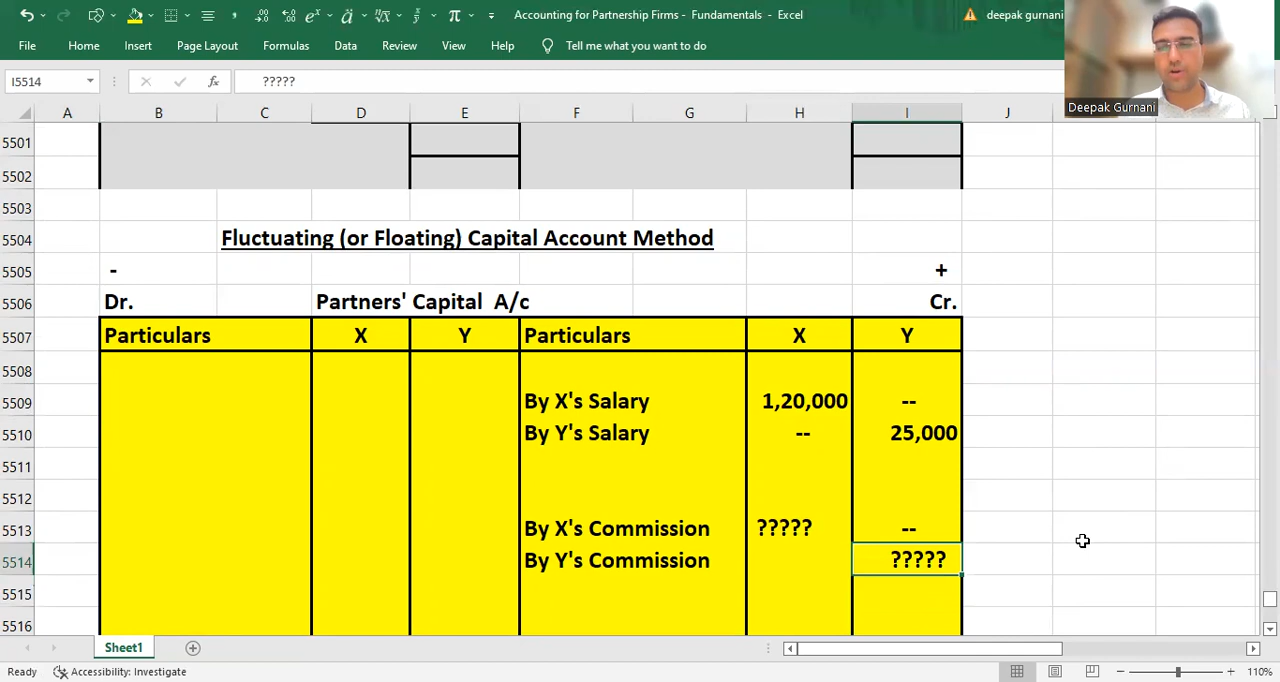 Accounting for Partnership Firms - Fundamentals - Excel
deepak gurnani
File Home Insert Page Layout Formulas Data Review View Help Tell me what you want to do
Deepak Gurnani
I5514 fx ?????
A B C D E F G H I J
5501
5502
5503
5504 Fluctuating (or Floating) Capital Account Method
5505 - +
5506 Dr. Partners' Capital A/c Cr.
5507 Particulars X Y Particulars X Y
5508
5509 By X's Salary 1,20,000 --
5510 By Y's Salary -- 25,000
5511
5512
5513 By X's Commission ????? --
5514 By Y's Commission ?????
5515
5516
Sheet1
Ready Accessibility: Investigate 110%